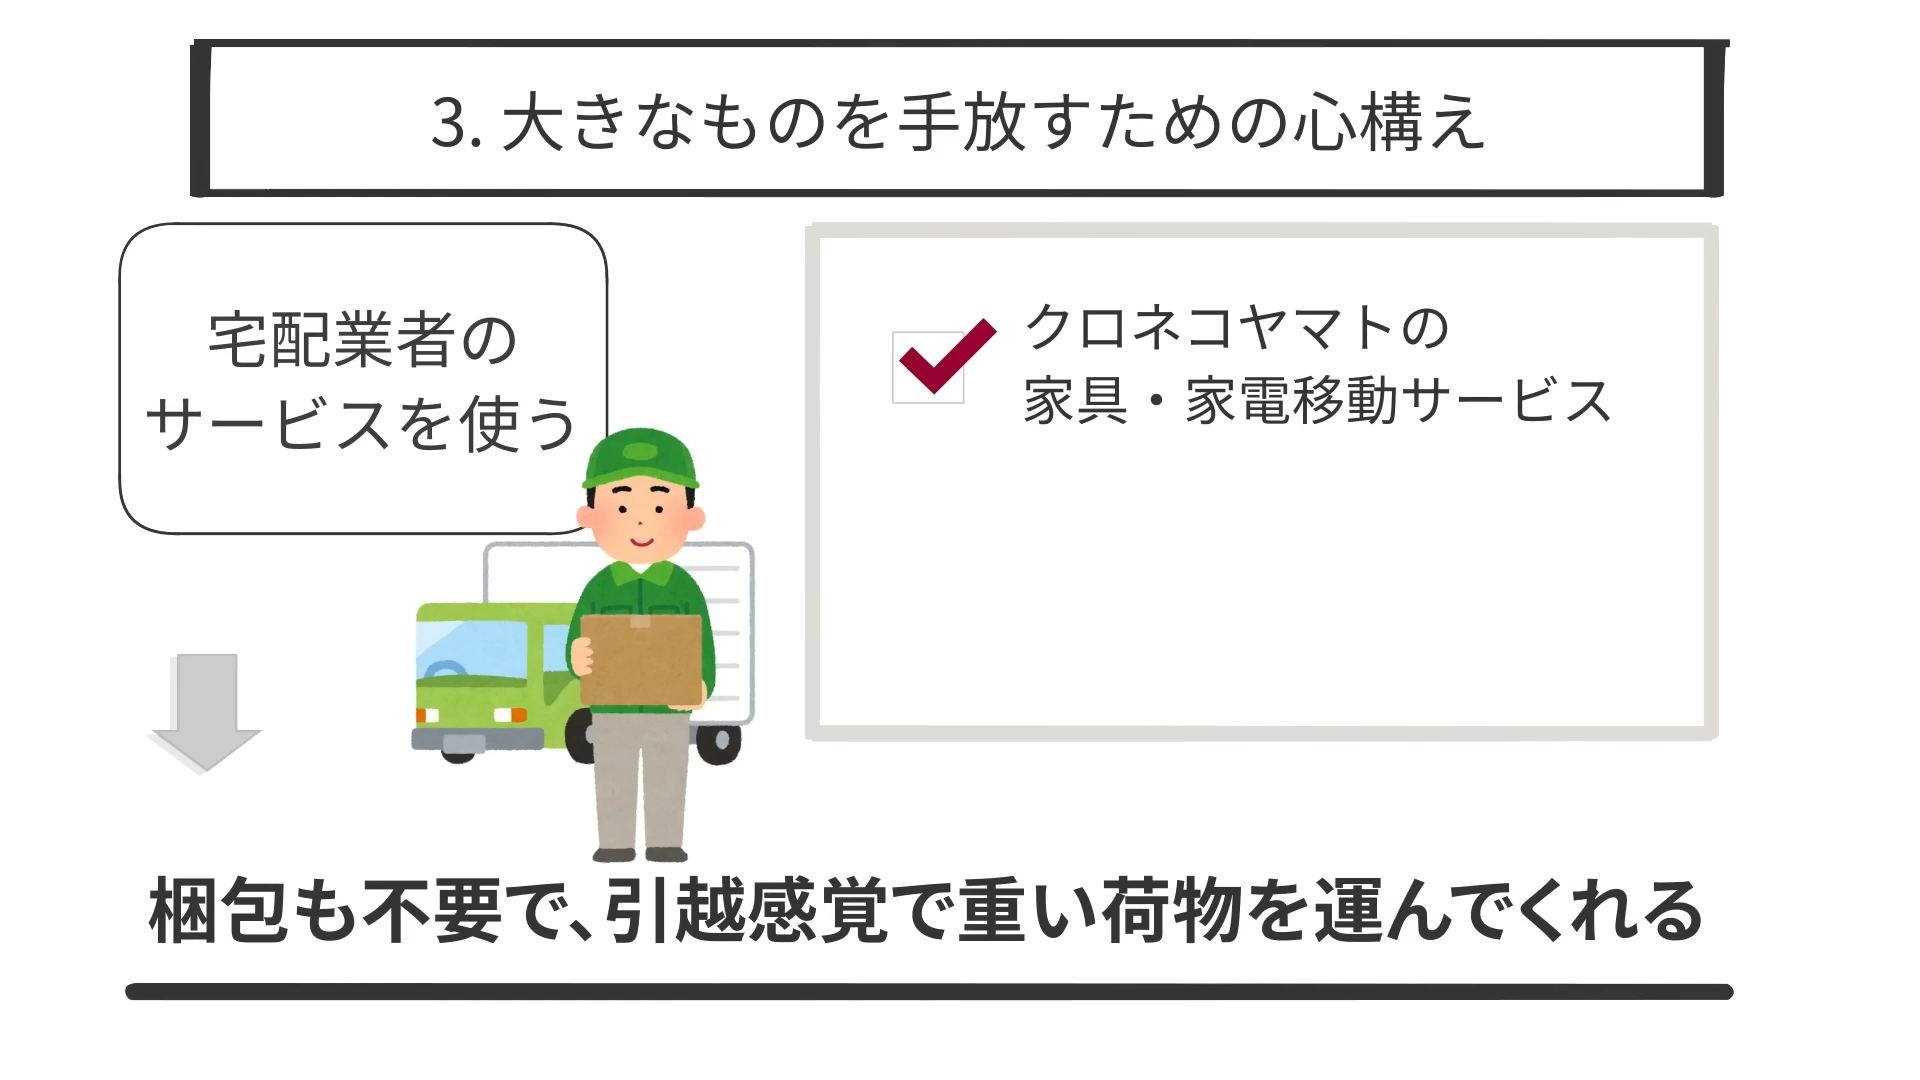 3. 大きなものを手放すための心構え
宅配業者の
サービスを使う
クロネコヤマトの
家具・家電移動サービス
梱包も不要で、引越感覚で重い荷物を運んでくれる